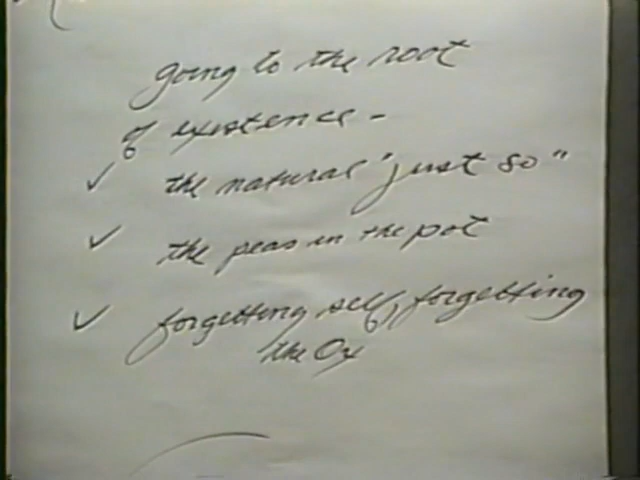 going to the root
of existence -
✓ the natural "just so"
✓ the peas in the pot
✓ forgetting self, forgetting
the Ox